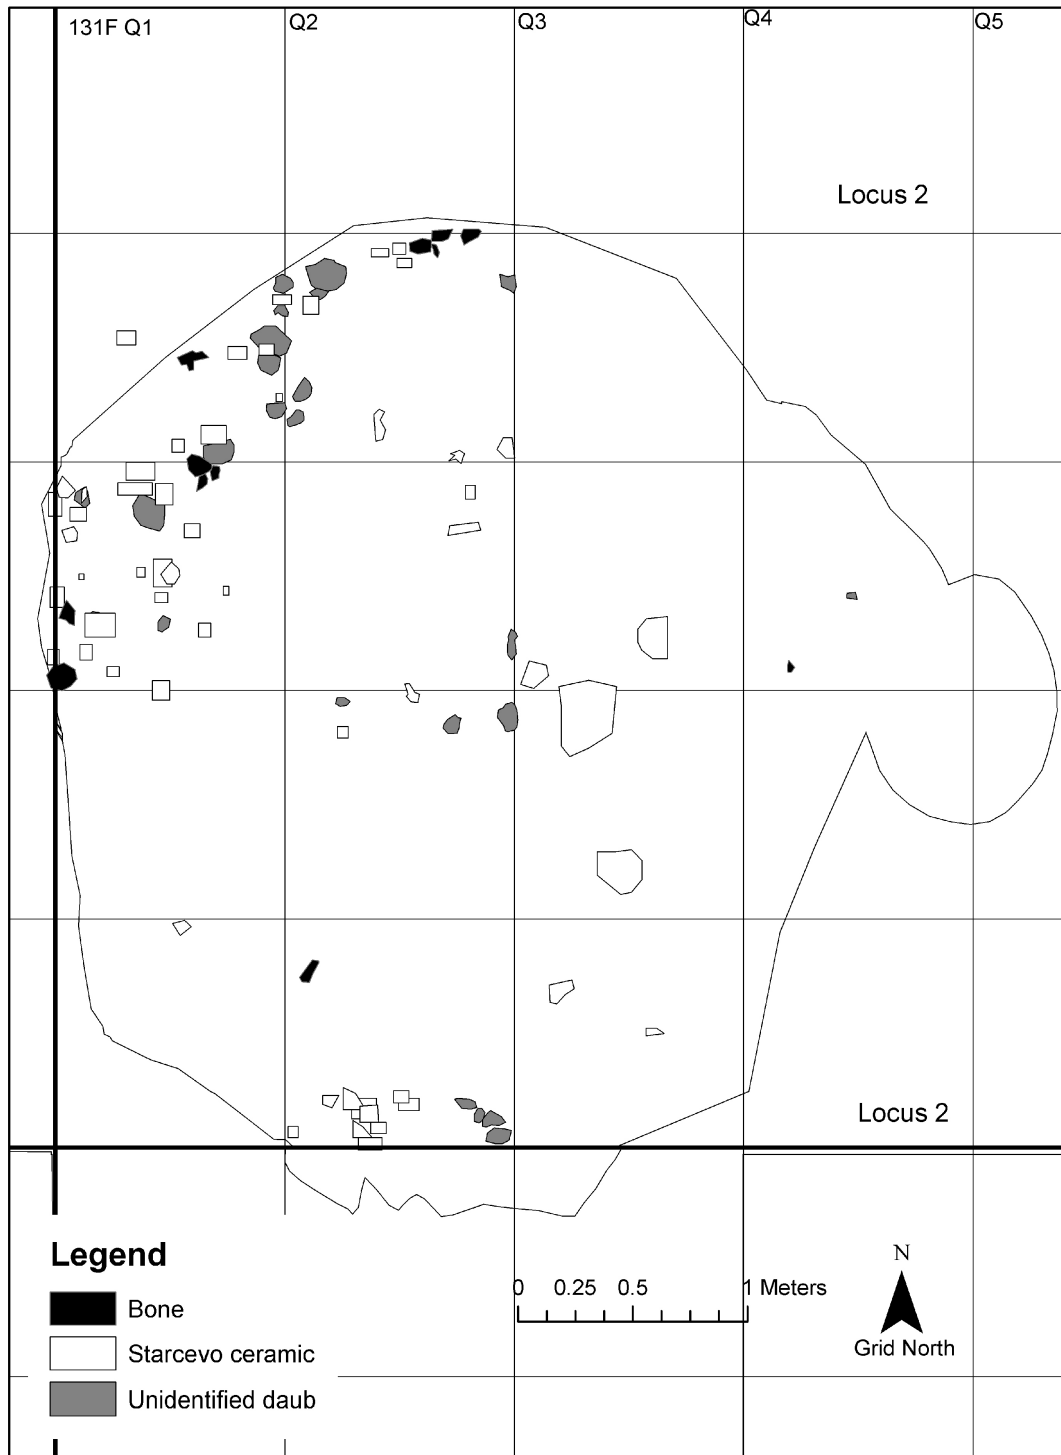 131F Q1
Q2
Q3
Q4
Q5
Locus 2
Locus 2
Legend
Bone
Starcevo ceramic
Unidentified daub
0 0.25 0.5 1 Meters
N
Grid North